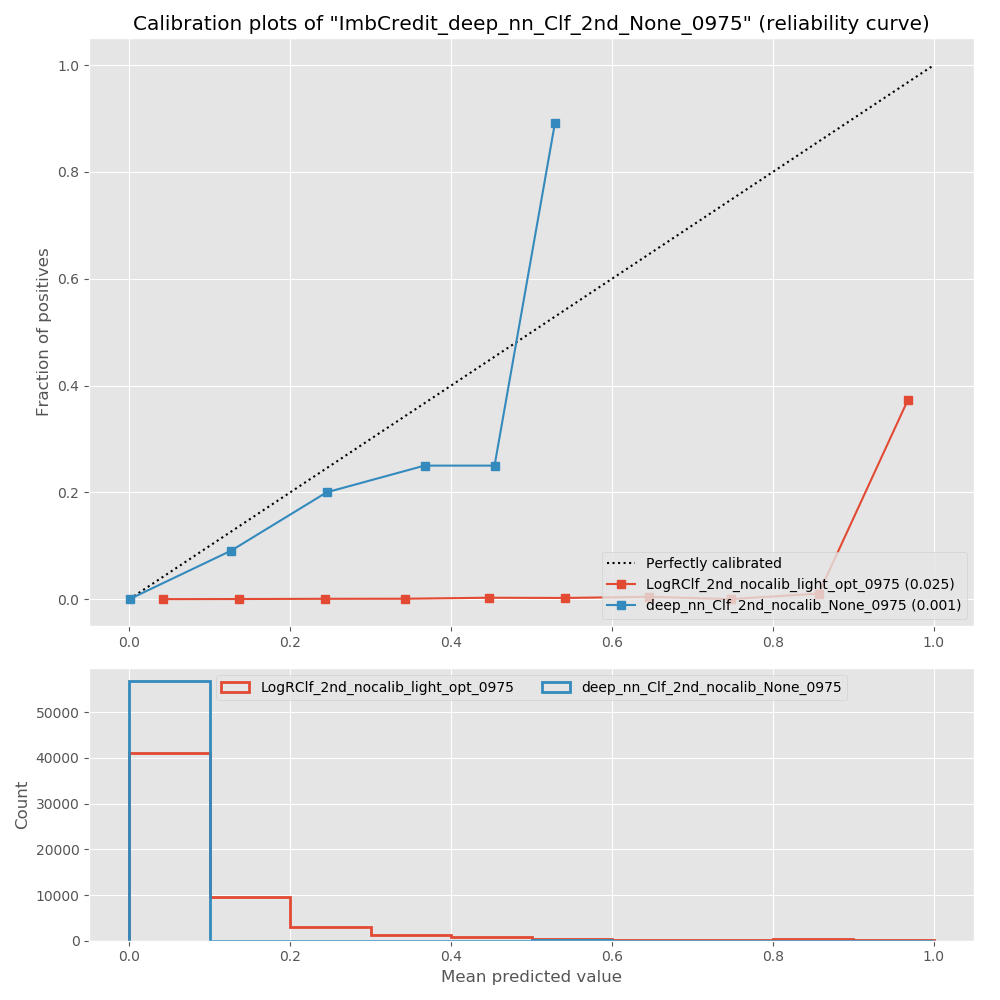 Calibration plots of "ImbCredit_deep_nn_Clf_2nd_None_0975" (reliability curve)
1.0
0.8
0.6
0.4
0.2
0.0
Fraction of positives
Perfectly calibrated
LogRClf_2nd_nocalib_light_opt_0975 (0.025)
deep_nn_Clf_2nd_nocalib_None_0975 (0.001)
0.0 0.2 0.4 0.6 0.8 1.0
LogRClf_2nd_nocalib_light_opt_0975 deep_nn_Clf_2nd_nocalib_None_0975
50000
40000
30000
20000
10000
0
Count
0.0 0.2 0.4 0.6 0.8 1.0
Mean predicted value